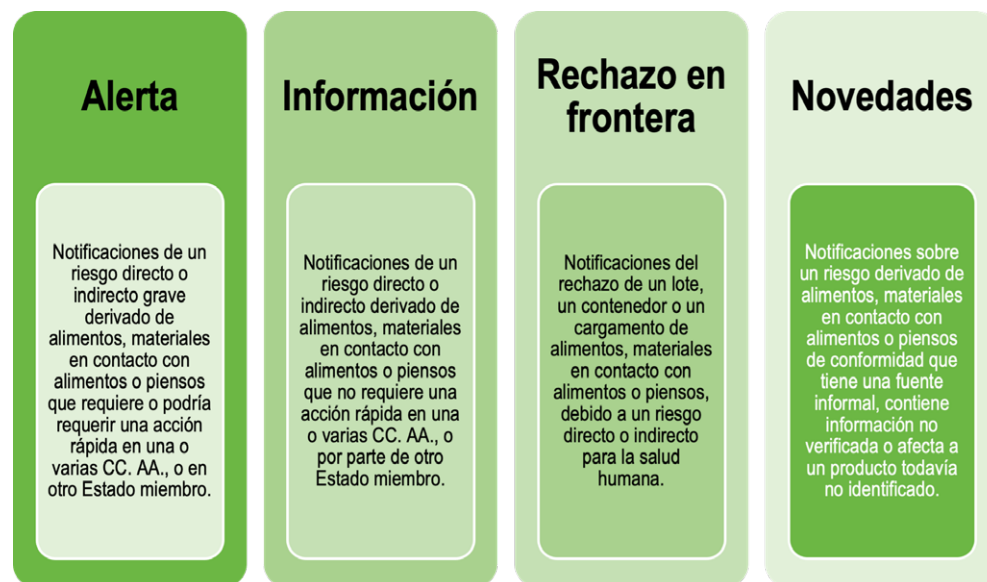 Alerta
Notificaciones de un
riesgo directo o
indirecto grave
derivado de
alimentos, materiales
en contacto con
alimentos o piensos
que requiere o podría
requerir una acción
rápida en una o
varias CC. AA., o en
otro Estado miembro.
Información
Notificaciones de un
riesgo directo o
indirecto derivado de
alimentos, materiales
en contacto con
alimentos o piensos
que no requiere una
acción rápida en una
o varias CC. AA., o
por parte de otro
Estado miembro.
Rechazo en
frontera
Notificaciones del
rechazo de un lote,
un contenedor o un
cargamento de
alimentos, materiales
en contacto con
alimentos o piensos,
debido a un riesgo
directo o indirecto
para la salud
humana.
Novedades
Notificaciones sobre
un riesgo derivado de
alimentos, materiales
en contacto con
alimentos o piensos
de conformidad que
tiene una fuente
informal, contiene
información no
verificada o afecta a
un producto todavía
no identificado.